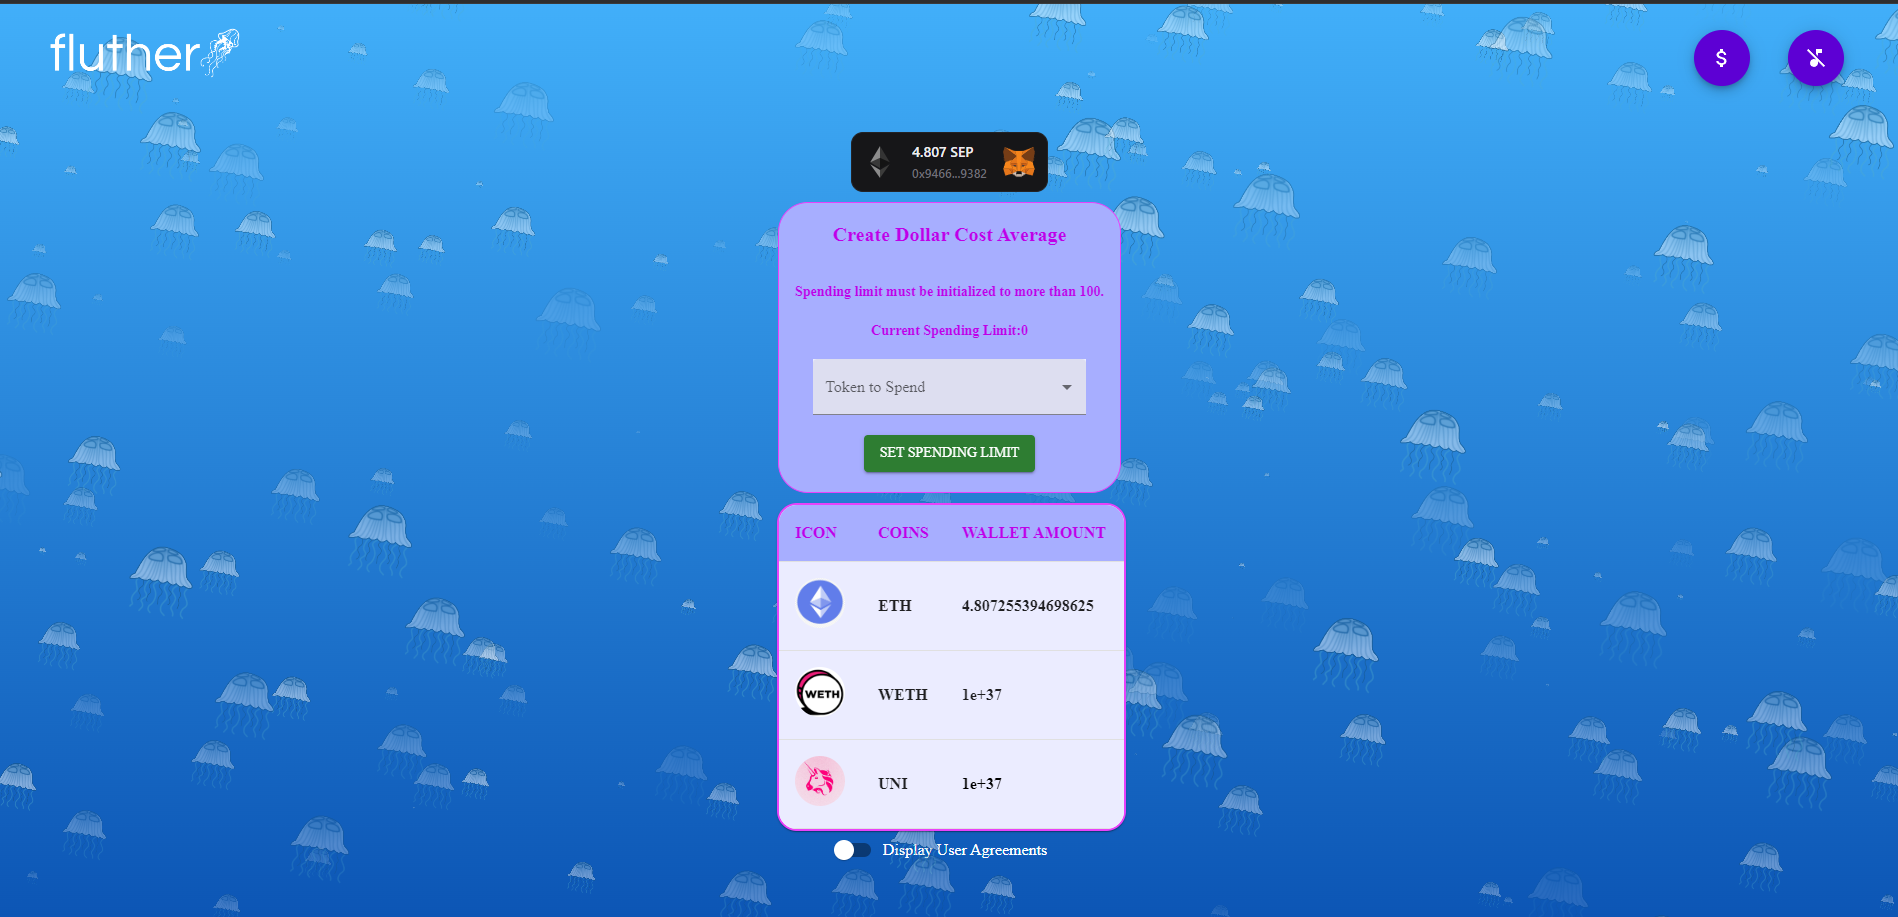 fluther
$
4.807 SEP
0x9466...9382
Create Dollar Cost Average
Spending limit must be initialized to more than 100.
Current Spending Limit:0
Token to Spend
SET SPENDING LIMIT
ICON COINS WALLET AMOUNT
ETH 4.807255394698625
WETH WETH 1e+37
UNI 1e+37
Display User Agreements